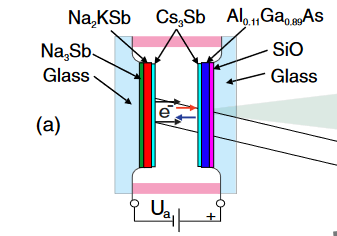 Na₂KSb Cs₃Sb Al₀.₁₁Ga₀.₈₉As
Na₃Sb SiO
Glass Glass
(a) e⁻
Uₐ
+